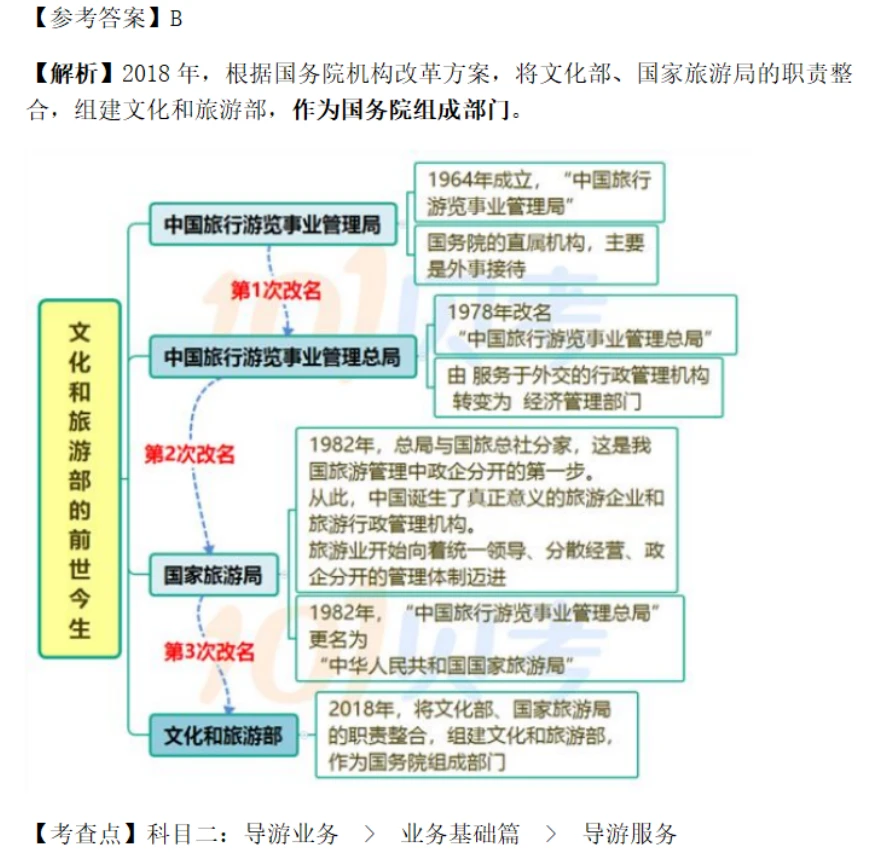 【参考答案】B
【解析】2018 年，根据国务院机构改革方案，将文化部、国家旅游局的职责整
合，组建文化和旅游部，作为国务院组成部门。
文化和旅游部的前世今生
中国旅行游览事业管理局
1964年成立，“中国旅行
游览事业管理局”
国务院的直属机构，主要
是外事接待
第1次改名
中国旅行游览事业管理总局
1978年改名
“中国旅行游览事业管理总局”
由 服务于外交的行政管理机构
转变为 经济管理部门
第2次改名
国家旅游局
1982年，总局与国旅总社分家，这是我
国旅游管理中政企分开的第一步。
从此，中国诞生了真正意义的旅游企业和
旅游行政管理机构。
旅游业开始向着统一领导、分散经营、政
企分开的管理体制迈进
1982年，“中国旅行游览事业管理总局”
更名为
“中华人民共和国国家旅游局”
第3次改名
文化和旅游部
2018年，将文化部、国家旅游局
的职责整合，组建文化和旅游部，
作为国务院组成部门
101贝考
101贝考
【考查点】科目二：导游业务 > 业务基础篇 > 导游服务